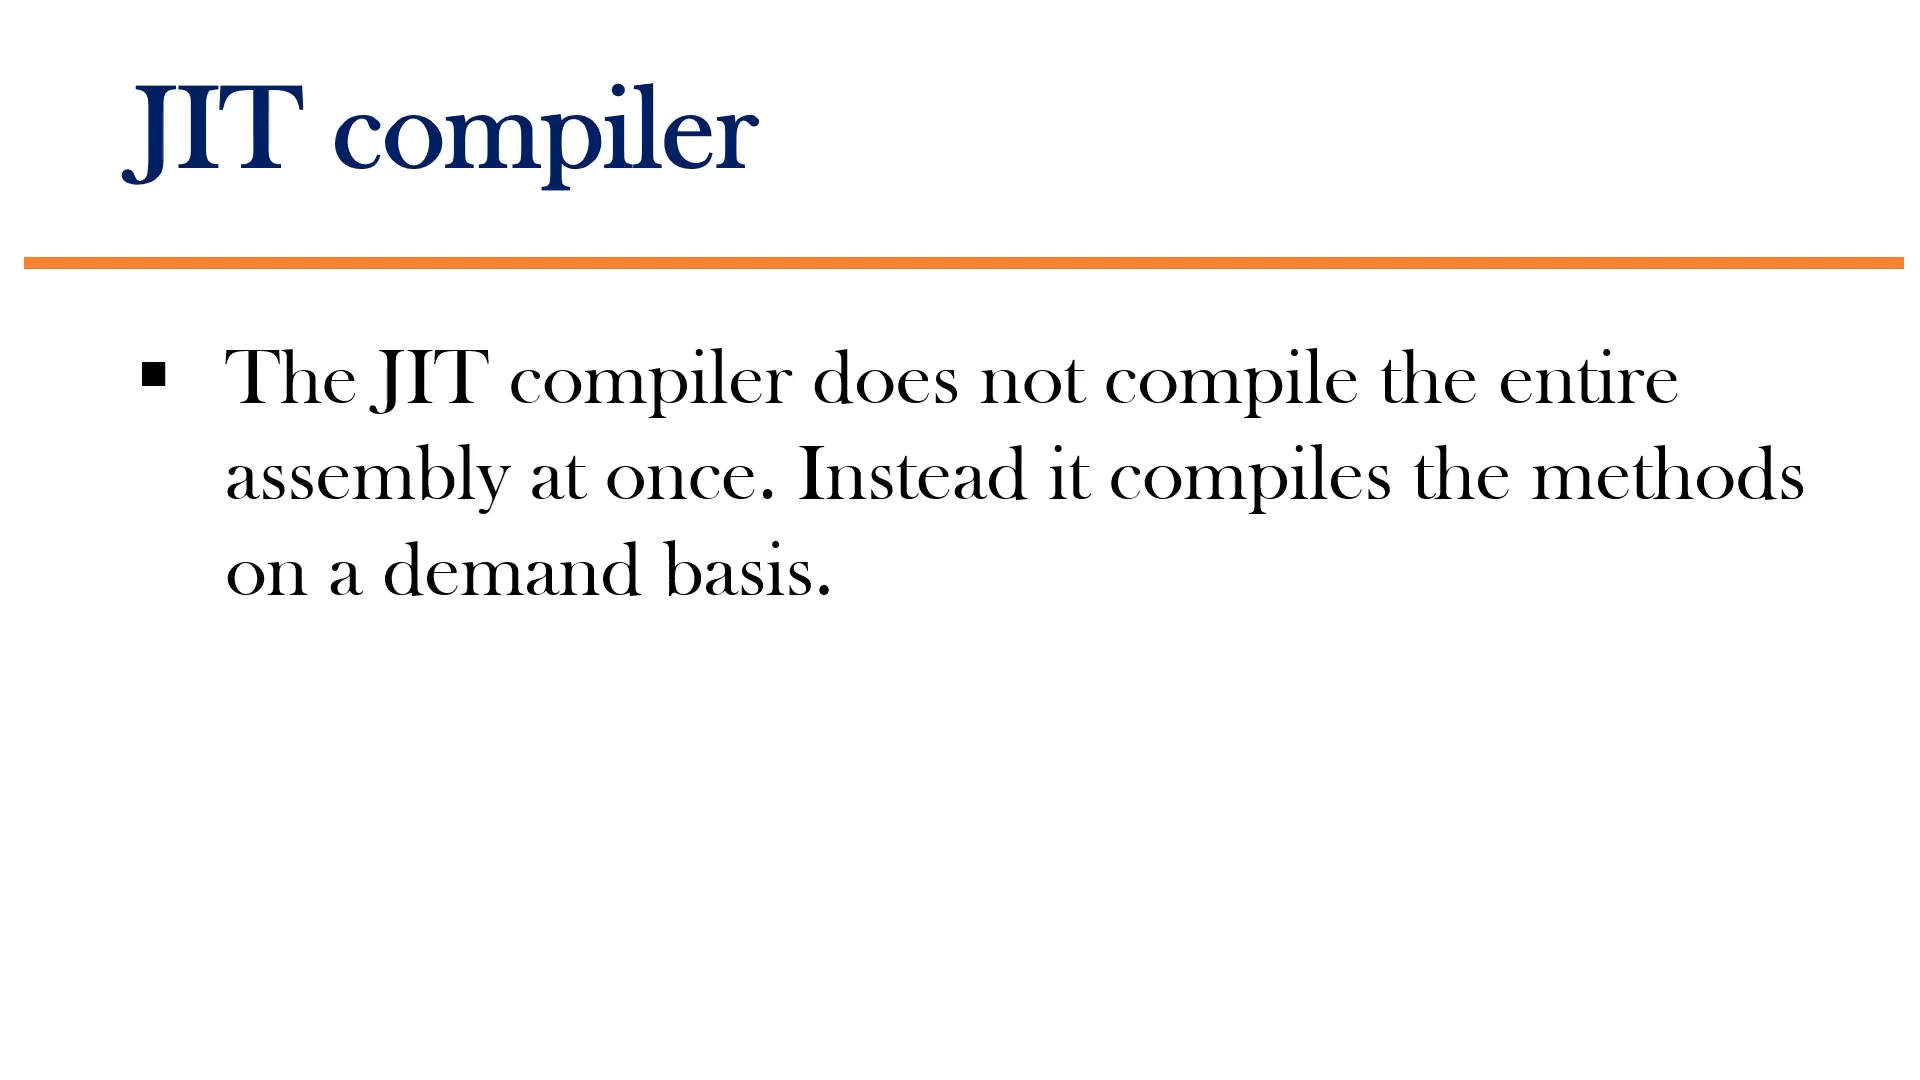 JIT compiler
▪ The JIT compiler does not compile the entire
assembly at once. Instead it compiles the methods
on a demand basis.